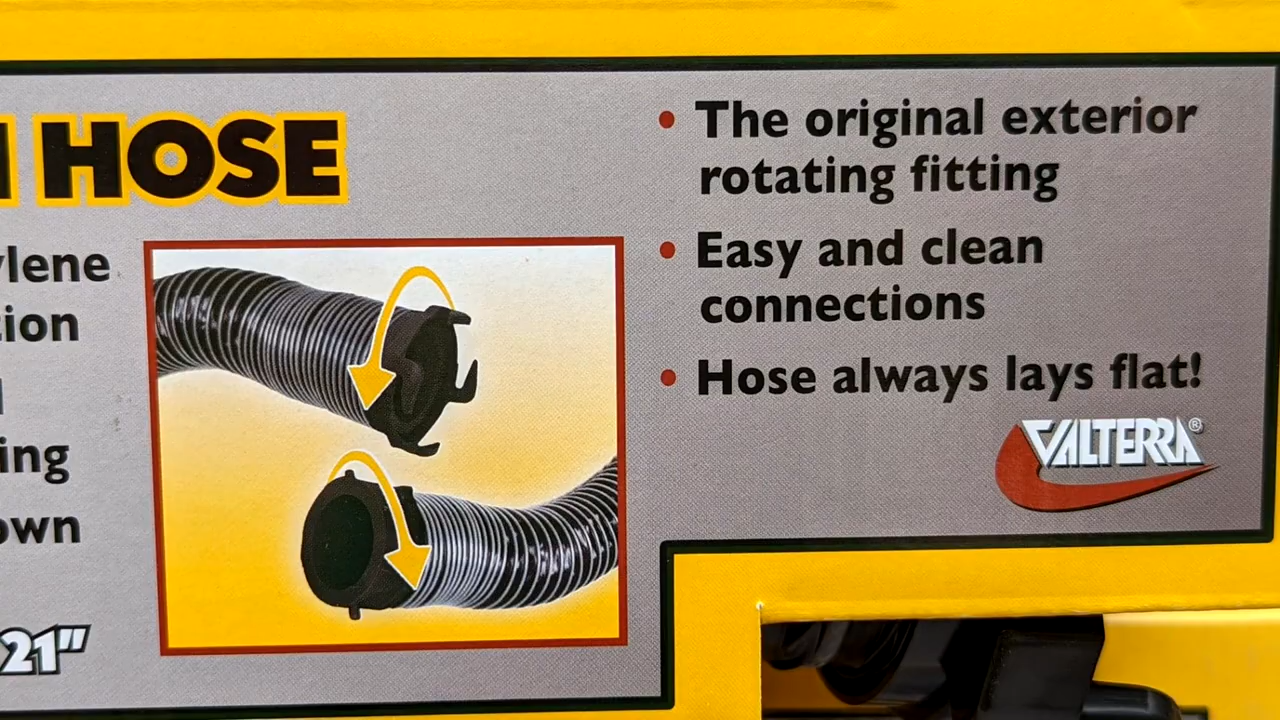 HOSE
tion
ing
own
21"
The original exterior
rotating fitting
Easy and clean
connections
Hose always lays flat!
VALTERRA®